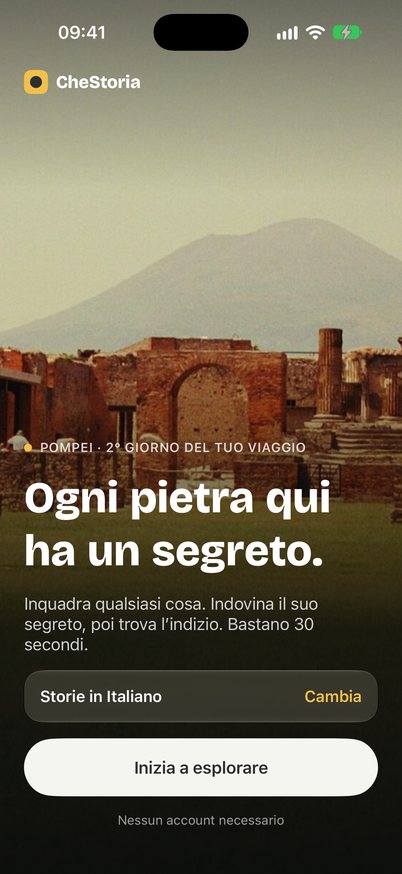 09:41
CheStoria
POMPEI · 2° GIORNO DEL TUO VIAGGIO
Ogni pietra qui
ha un segreto.
Inquadra qualsiasi cosa. Indovina il suo
segreto, poi trova l’indizio. Bastano 30
secondi.
Storie in Italiano Cambia
Inizia a esplorare
Nessun account necessario